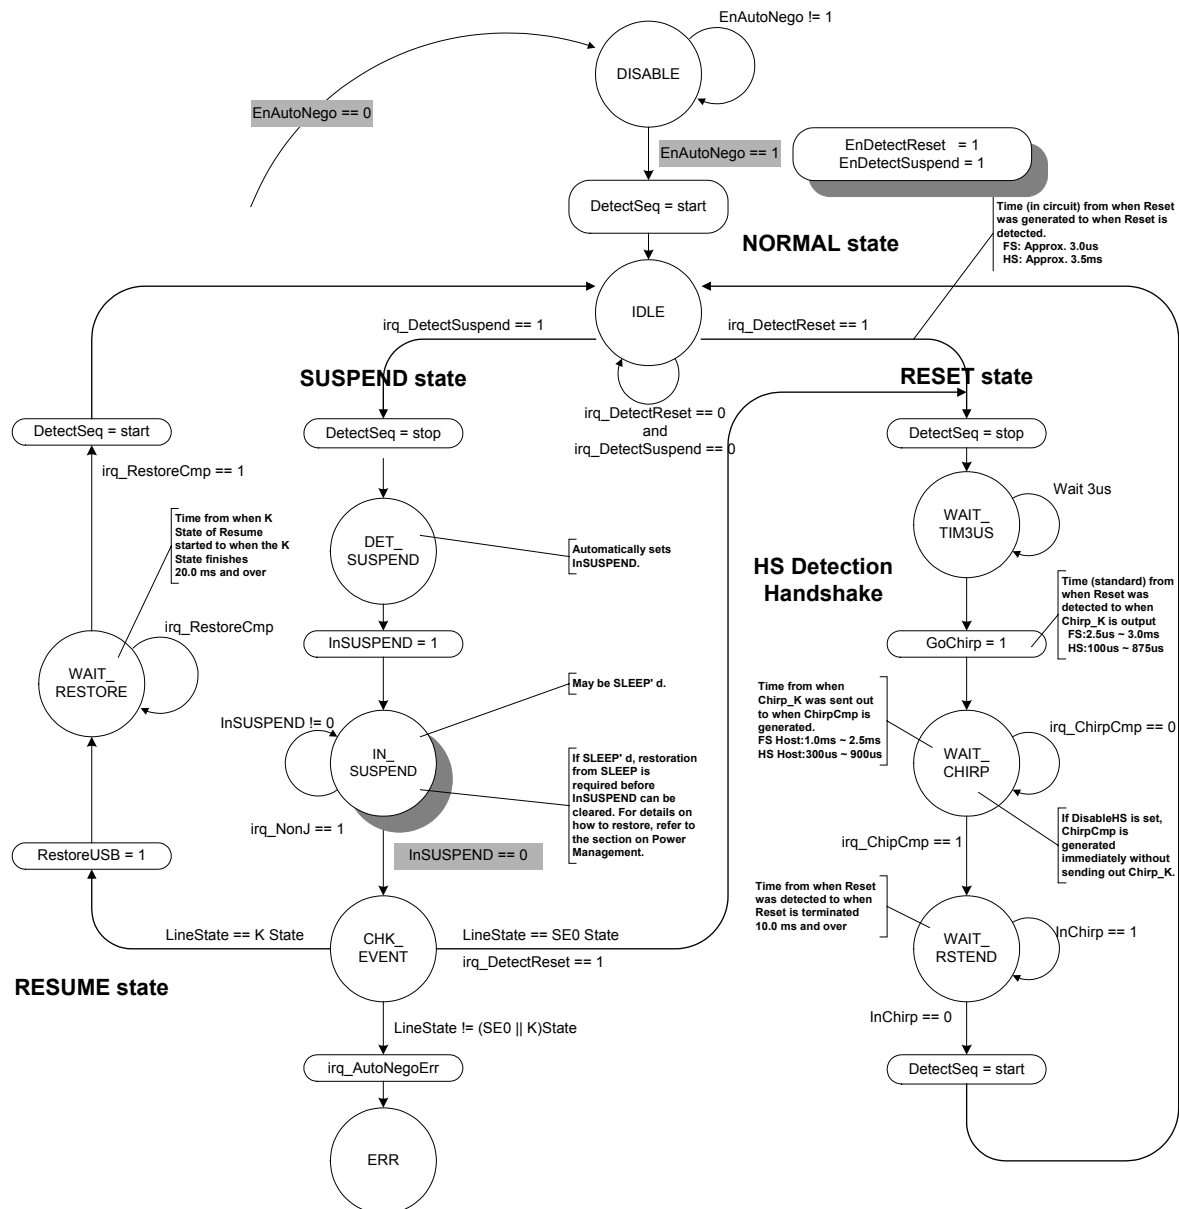 EnAutoNego != 1
DISABLE
EnAutoNego == 0
EnAutoNego == 1
EnDetectReset = 1
EnDetectSuspend = 1
DetectSeq = start
Time (in circuit) from when Reset
was generated to when Reset is
detected.
FS: Approx. 3.0us
HS: Approx. 3.5ms
NORMAL state
IDLE
irq_DetectSuspend == 1
irq_DetectReset == 1
SUSPEND state
RESET state
irq_DetectReset == 0
and
irq_DetectSuspend == 0
DetectSeq = start
DetectSeq = stop
DetectSeq = stop
irq_RestoreCmp == 1
Wait 3us
Time from when K
State of Resume
started to when the K
State finishes
20.0 ms and over
DET_
SUSPEND
Automatically sets
InSUSPEND.
WAIT_
TIM3US
HS Detection
Handshake
Time (standard) from
when Reset was
detected to when
Chirp_K is output
FS:2.5us ~ 3.0ms
HS:100us ~ 875us
irq_RestoreCmp
InSUSPEND = 1
GoChirp = 1
WAIT_
RESTORE
May be SLEEP' d.
Time from when
Chirp_K was sent out
to when ChirpCmp is
generated.
FS Host:1.0ms ~ 2.5ms
HS Host:300us ~ 900us
InSUSPEND != 0
irq_ChirpCmp == 0
IN_
SUSPEND
If SLEEP' d, restoration
from SLEEP is
required before
InSUSPEND can be
cleared. For details on
how to restore, refer to
the section on Power
Management.
WAIT_
CHIRP
irq_NonJ == 1
If DisableHS is set,
ChirpCmp is
generated
immediately without
sending out Chirp_K.
RestoreUSB = 1
InSUSPEND == 0
irq_ChipCmp == 1
Time from when Reset
was detected to when
Reset is terminated
10.0 ms and over
LineState == K State
CHK_
EVENT
LineState == SE0 State
irq_DetectReset == 1
WAIT_
RSTEND
InChirp == 1
RESUME state
InChirp == 0
LineState != (SE0 || K)State
irq_AutoNegoErr
DetectSeq = start
ERR